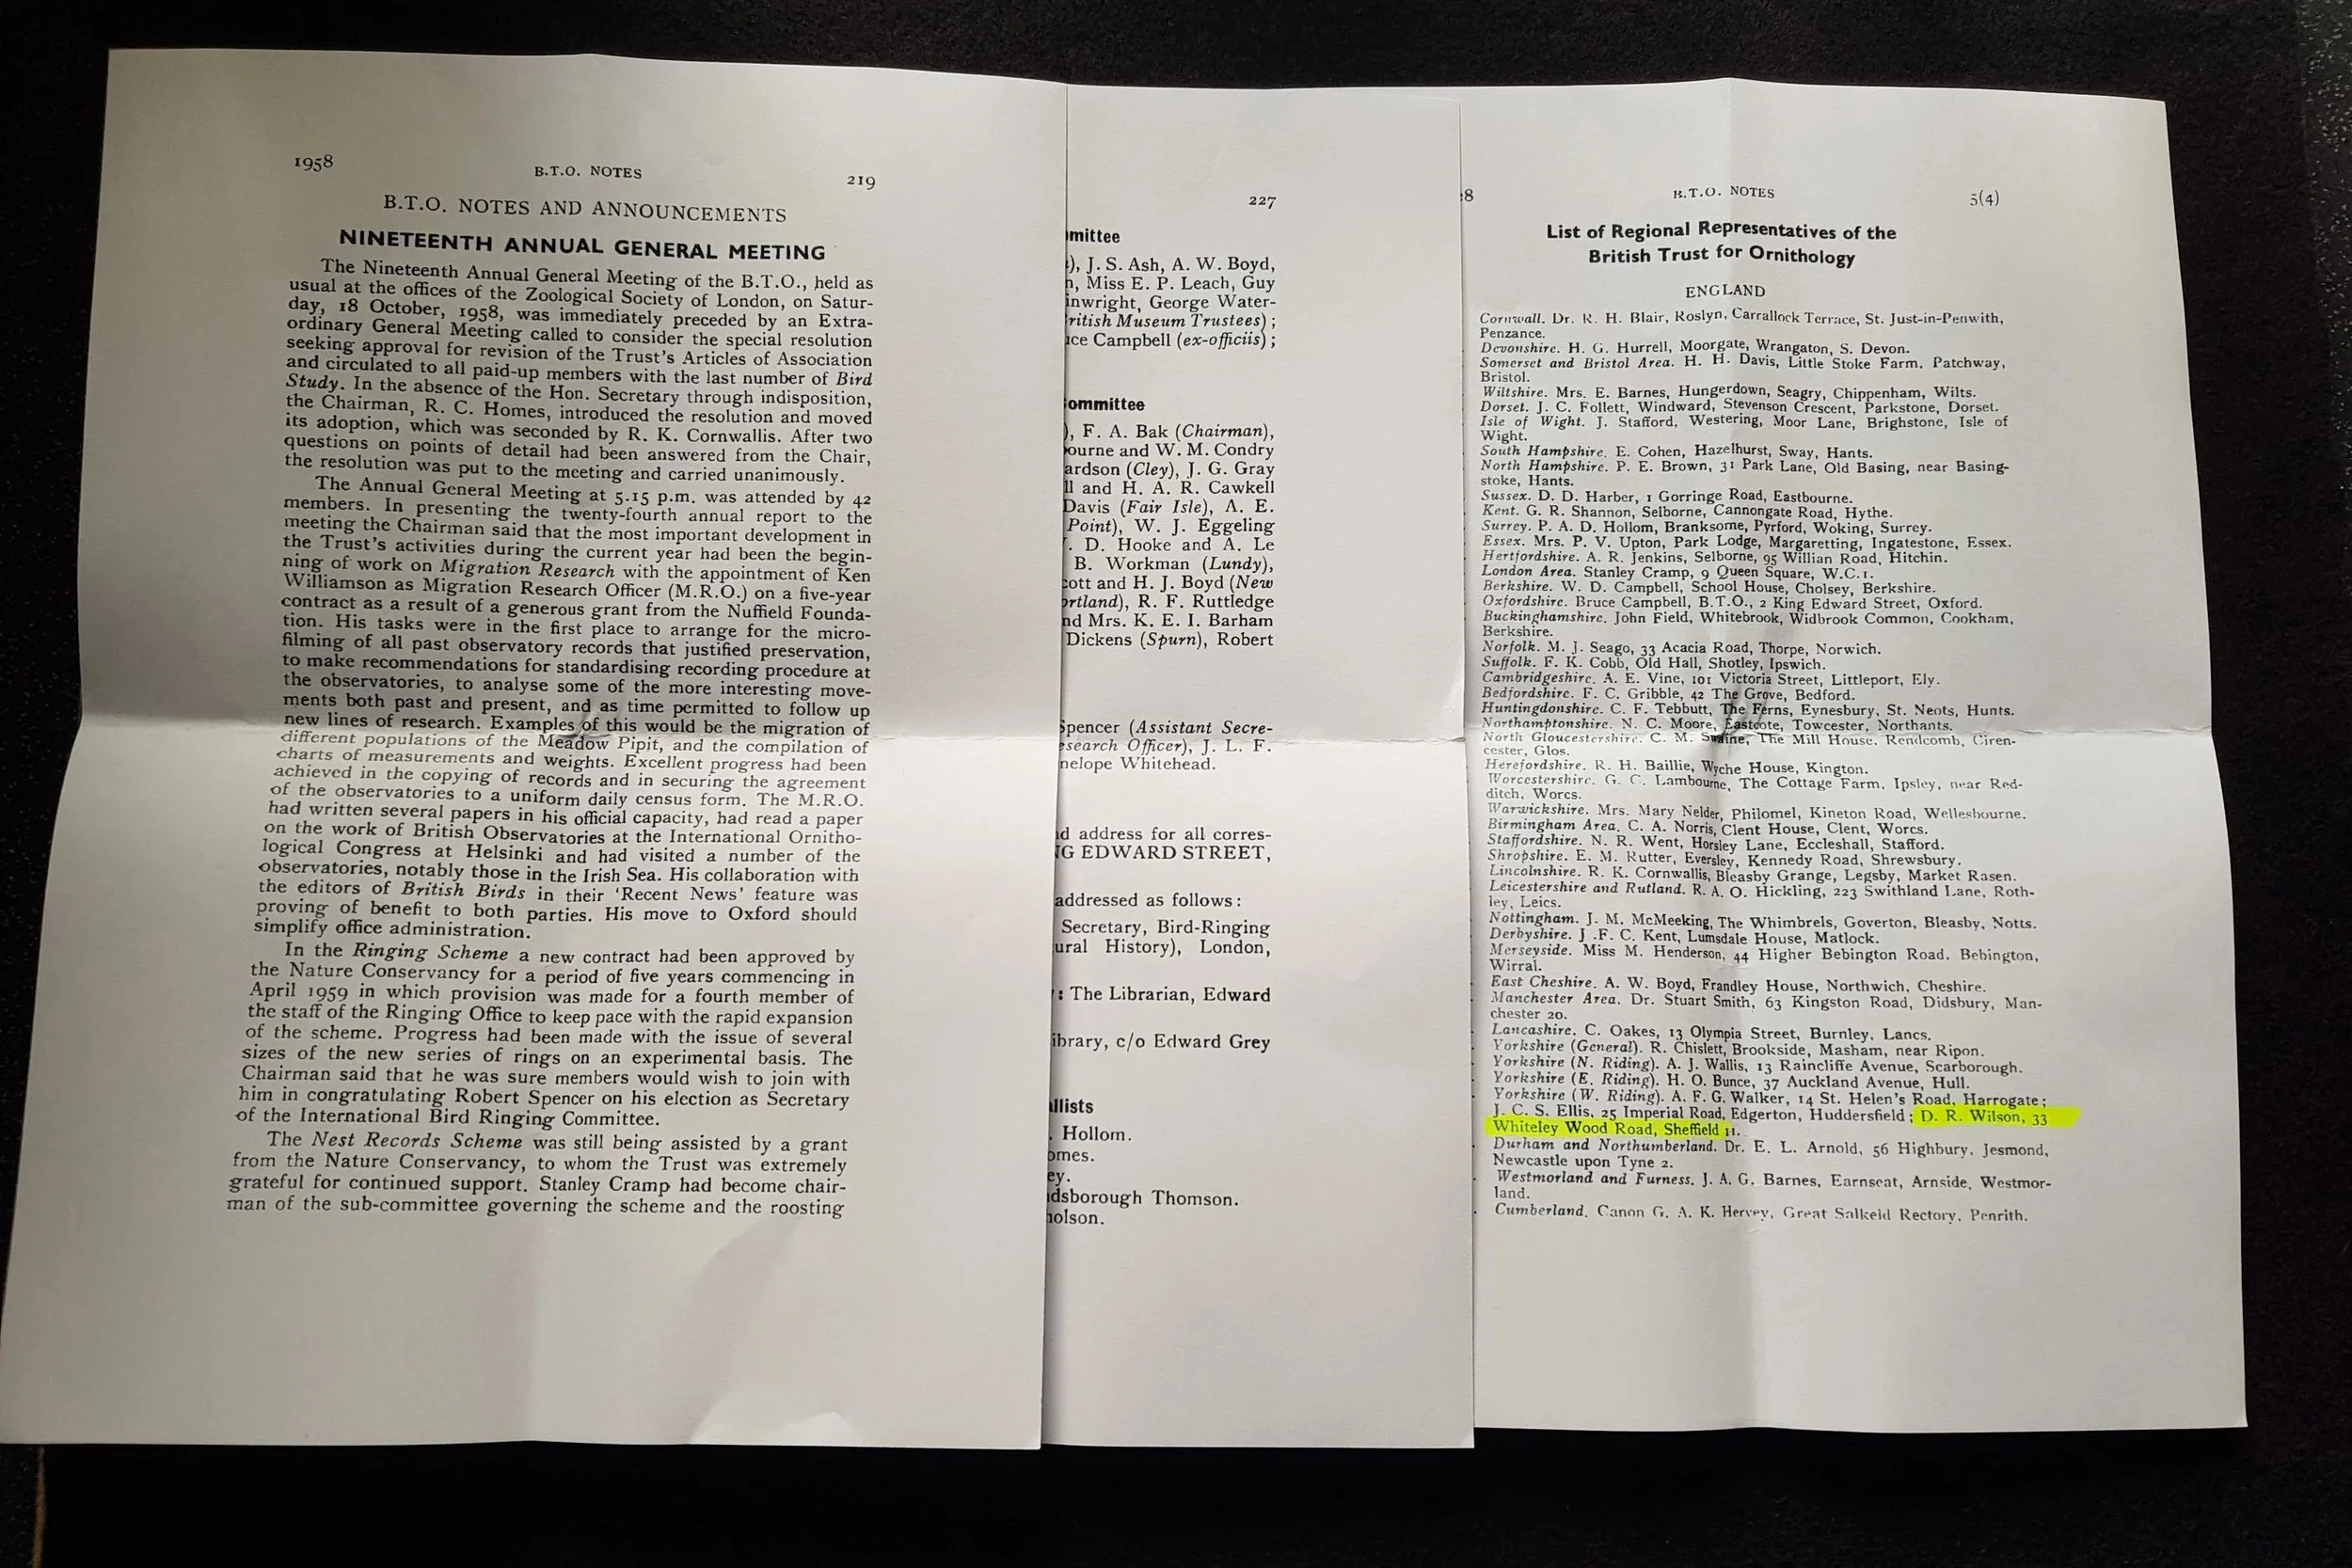 1958 B.T.O. NOTES 219
B.T.O. NOTES AND ANNOUNCEMENTS
NINETEENTH ANNUAL GENERAL MEETING
The Nineteenth Annual General Meeting of the B.T.O., held as
usual at the offices of the Zoological Society of London, on Satur-
day, 18 October, 1958, was immediately preceded by an Extra-
ordinary General Meeting called to consider the special resolution
seeking approval for revision of the Trust's Articles of Association
and circulated to all paid-up members with the last number of Bird
Study. In the absence of the Hon. Secretary through indisposition,
the Chairman, R. C. Homes, introduced the resolution and moved
its adoption, which was seconded by R. K. Cornwallis. After two
questions on points of detail had been answered from the Chair,
the resolution was put to the meeting and carried unanimously.
The Annual General Meeting at 5.15 p.m. was attended by 42
members. In presenting the twenty-fourth annual report to the
meeting the Chairman said that the most important development in
the Trust's activities during the current year had been the begin-
ning of work on Migration Research with the appointment of Ken
Williamson as Migration Research Officer (M.R.O.) on a five-year
contract as a result of a generous grant from the Nuffield Founda-
tion. His tasks were in the first place to arrange for the micro-
filming of all past observatory records that justified preservation,
to make recommendations for standardising recording procedure at
the observatories, to analyse some of the more interesting move-
ments both past and present, and as time permitted to follow up
new lines of research. Examples of this would be the migration of
different populations of the Meadow Pipit, and the compilation of
charts of measurements and weights. Excellent progress had been
achieved in the copying of records and in securing the agreement
of the observatories to a uniform daily census form. The M.R.O.
had written several papers in his official capacity, had read a paper
on the work of British Observatories at the International Ornitho-
logical Congress at Helsinki and had visited a number of the
observatories, notably those in the Irish Sea. His collaboration with
the editors of British Birds in their 'Recent News' feature was
proving of benefit to both parties. His move to Oxford should
simplify office administration.
In the Ringing Scheme a new contract had been approved by
the Nature Conservancy for a period of five years commencing in
April 1959 in which provision was made for a fourth member of
the staff of the Ringing Office to keep pace with the rapid expansion
of the scheme. Progress had been made with the issue of several
sizes of the new series of rings on an experimental basis. The
Chairman said that he was sure members would wish to join with
him in congratulating Robert Spencer on his election as Secretary
of the International Bird Ringing Committee.
The Nest Records Scheme was still being assisted by a grant
from the Nature Conservancy, to whom the Trust was extremely
grateful for continued support. Stanley Cramp had become chair-
man of the sub-committee governing the scheme and the roosting
227
mittee
), J. S. Ash, A. W. Boyd,
n, Miss E. P. Leach, Guy
inwright, George Water-
ritish Museum Trustees) ;
ice Campbell (ex-officiis) ;
ommittee
), F. A. Bak (Chairman),
ourne and W. M. Condry
ardson (Cley), J. G. Gray
ll and H. A. R. Cawkell
Davis (Fair Isle), A. E.
Point), W. J. Eggeling
. D. Hooke and A. Le
B. Workman (Lundy),
cott and H. J. Boyd (New
ortland), R. F. Ruttledge
nd Mrs. K. E. I. Barham
Dickens (Spurn), Robert
Spencer (Assistant Secre-
esearch Officer), J. L. F.
nelope Whitehead.
d address for all corres-
G EDWARD STREET,
addressed as follows :
Secretary, Bird-Ringing
ural History), London,
: The Librarian, Edward
ibrary, c/o Edward Grey
llists
. Hollom.
omes.
ey.
dsborough Thomson.
holson.
8 B.T.O. NOTES 5(4)
List of Regional Representatives of the
British Trust for Ornithology
ENGLAND
Cornwall. Dr. R. H. Blair, Roslyn, Carrallock Terrace, St. Just-in-Penwith,
Penzance.
Devonshire. H. G. Hurrell, Moorgate, Wrangaton, S. Devon.
Somerset and Bristol Area. H. H. Davis, Little Stoke Farm, Patchway,
Bristol.
Wiltshire. Mrs. E. Barnes, Hungerdown, Seagry, Chippenham, Wilts.
Dorset. J. C. Follett, Windward, Stevenson Crescent, Parkstone, Dorset.
Isle of Wight. J. Stafford, Westering, Moor Lane, Brighstone, Isle of
Wight.
South Hampshire. E. Cohen, Hazelhurst, Sway, Hants.
North Hampshire. P. E. Brown, 31 Park Lane, Old Basing, near Basing-
stoke, Hants.
Sussex. D. D. Harber, 1 Gorringe Road, Eastbourne.
Kent. G. R. Shannon, Selborne, Cannongate Road, Hythe.
Surrey. P. A. D. Hollom, Branksome, Pyrford, Woking, Surrey.
Essex. Mrs. P. V. Upton, Park Lodge, Margaretting, Ingatestone, Essex.
Hertfordshire. A. R. Jenkins, Selborne, 95 Willian Road, Hitchin.
London Area. Stanley Cramp, 9 Queen Square, W.C.1.
Berkshire. W. D. Campbell, School House, Cholsey, Berkshire.
Oxfordshire. Bruce Campbell, B.T.O., 2 King Edward Street, Oxford.
Buckinghamshire. John Field, Whitebrook, Widbrook Common, Cookham,
Berkshire.
Norfolk. M. J. Seago, 33 Acacia Road, Thorpe, Norwich.
Suffolk. F. K. Cobb, Old Hall, Shotley, Ipswich.
Cambridgeshire. A. E. Vine, 101 Victoria Street, Littleport, Ely.
Bedfordshire. F. C. Gribble, 42 The Grove, Bedford.
Huntingdonshire. C. F. Tebbutt, The Ferns, Eynesbury, St. Neots, Hunts.
Northamptonshire. N. C. Moore, Eastcote, Towcester, Northants.
North Gloucestershire. C. M. Swaine, The Mill House, Rendcomb, Ciren-
cester, Glos.
Herefordshire. R. H. Baillie, Wyche House, Kington.
Worcestershire. G. C. Lambourne, The Cottage Farm, Ipsley, near Red-
ditch, Worcs.
Warwickshire. Mrs. Mary Nelder, Philomel, Kineton Road, Wellesbourne.
Birmingham Area. C. A. Norris, Clent House, Clent, Worcs.
Staffordshire. N. R. Went, Horsley Lane, Eccleshall, Stafford.
Shropshire. E. M. Rutter, Eversley, Kennedy Road, Shrewsbury.
Lincolnshire. R. K. Cornwallis, Bleasby Grange, Legsby, Market Rasen.
Leicestershire and Rutland. R. A. O. Hickling, 223 Swithland Lane, Roth-
ley, Leics.
Nottingham. J. M. McMeeking, The Whimbrels, Goverton, Bleasby, Notts.
Derbyshire. J .F. C. Kent, Lumsdale House, Matlock.
Merseyside. Miss M. Henderson, 44 Higher Bebington Road, Bebington,
Wirral.
East Cheshire. A. W. Boyd, Frandley House, Northwich, Cheshire.
Manchester Area. Dr. Stuart Smith, 63 Kingston Road, Didsbury, Man-
chester 20.
Lancashire. C. Oakes, 13 Olympia Street, Burnley, Lancs.
Yorkshire (General). R. Chislett, Brookside, Masham, near Ripon.
Yorkshire (N. Riding). A. J. Wallis, 13 Raincliffe Avenue, Scarborough.
Yorkshire (E. Riding). H. O. Bunce, 37 Auckland Avenue, Hull.
Yorkshire (W. Riding). A. F. G. Walker, 14 St. Helen's Road, Harrogate ;
J. C. S. Ellis, 25 Imperial Road, Edgerton, Huddersfield ; D. R. Wilson, 33
Whiteley Wood Road, Sheffield 11.
Durham and Northumberland. Dr. E. L. Arnold, 56 Highbury, Jesmond,
Newcastle upon Tyne 2.
Westmorland and Furness. J. A. G. Barnes, Earnseat, Arnside, Westmor-
land.
Cumberland. Canon G. A. K. Hervey, Great Salkeld Rectory, Penrith.